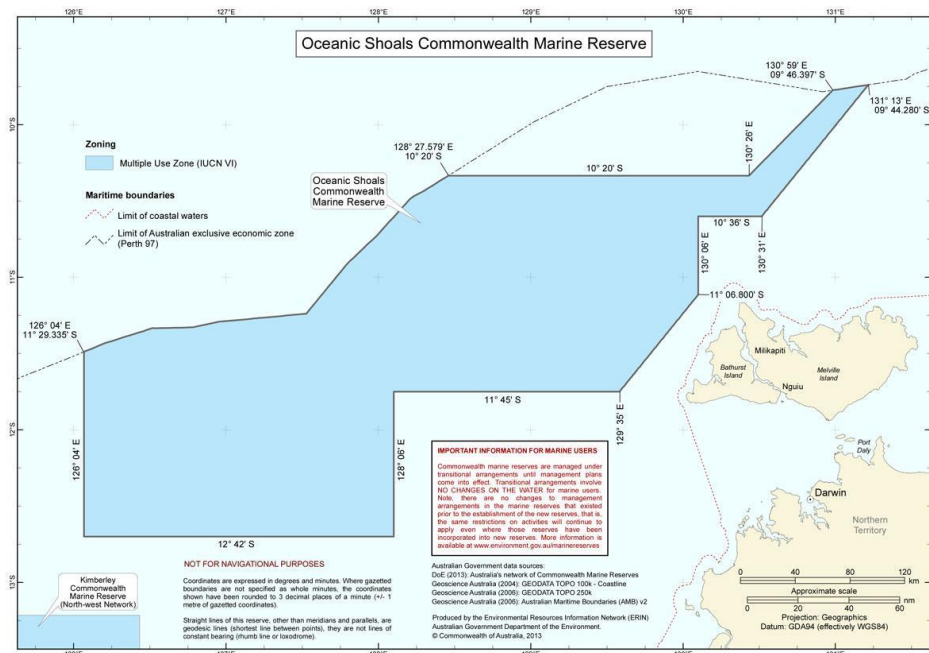 126°E
128°E
130°E
131°E
Oceanic Shoals Commonwealth Marine Reserve
130° 59' E
09° 46.397' S
131° 13' E
09° 44.280' S
10°S
Zoning
Multiple Use Zone (IUCN VI)
Maritime boundaries
Limit of coastal waters
Limit of Australian exclusive economic zone
(Perth 97)
128° 27.579' E
10° 20' S
130° 26' E
10° 20' S
Oceanic Shoals
Commonwealth
Marine Reserve
10° 36' S
130° 06' E
130° 31' E
11°S
11° 06.800' S
126° 04' E
11° 29.335' S
Milikapiti
Bathurst
Island
Melville
Island
Nguiu
11° 45' S
129° 35' E
12°S
126° 04' E
128° 06' E
Port
Daly
Darwin
Northern
Territory
IMPORTANT INFORMATION FOR MARINE USERS
Commonwealth marine reserves are managed under
transitional arrangements until management plans
come into effect. Transitional arrangements involve
NO CHANGES ON THE WATER for marine users.
Note, there are no changes to management
arrangements in the marine reserves that existed
prior to the establishment of the new reserves, that is,
the same restrictions on activities will continue to
apply even where those reserves have been
incorporated into new reserves. More information is
available at www.environment.gov.au/marinereserves
12° 42' S
NOT FOR NAVIGATIONAL PURPOSES
Coordinates are expressed in degrees and minutes. Where gazetted
boundaries are not specified as whole minutes, the coordinates
shown have been rounded to 3 decimal places of a minute (+/- 1
metre of gazetted coordinates).
Straight lines of this reserve, other than meridians and parallels, are
geodesic lines (shortest line between points), they are not lines of
constant bearing (rhumb line or loxodrome).
Australian Government data sources:
DoE (2013): Australia's network of Commonwealth Marine Reserves
Geoscience Australia (2004): GEODATA TOPO 100k - Coastline
Geoscience Australia (2006): GEODATA TOPO 250k
Geoscience Australia (2006): Australian Maritime Boundaries (AMB) v2
Produced by the Environmental Resources Information Network (ERIN)
Australian Government Department of the Environment.
© Commonwealth of Australia, 2013
13°S
Kimberley
Commonwealth
Marine Reserve
(North-west Network)
0 40 80 120
km
Approximate scale
0 20 40 60
nm
Projection: Geographics
Datum: GDA94 (effectively WGS84)